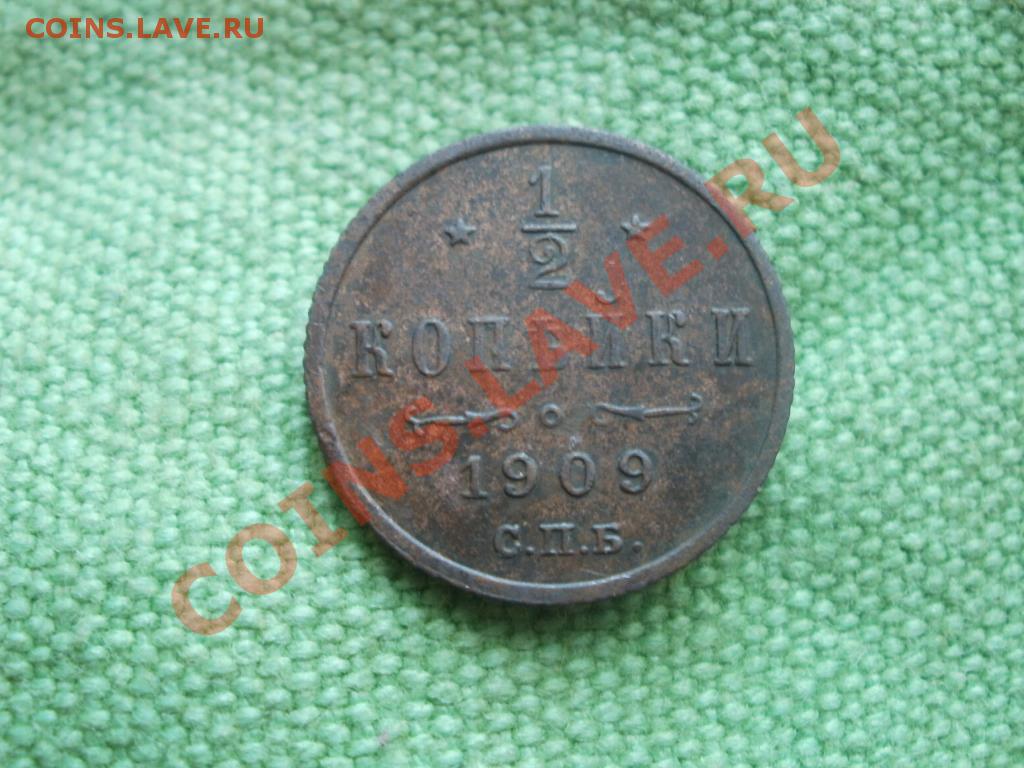 COINS.LAVE.RU
1/2
КОПѢЙКИ
1909
С.П.Б.
COINS.LAVE.RU